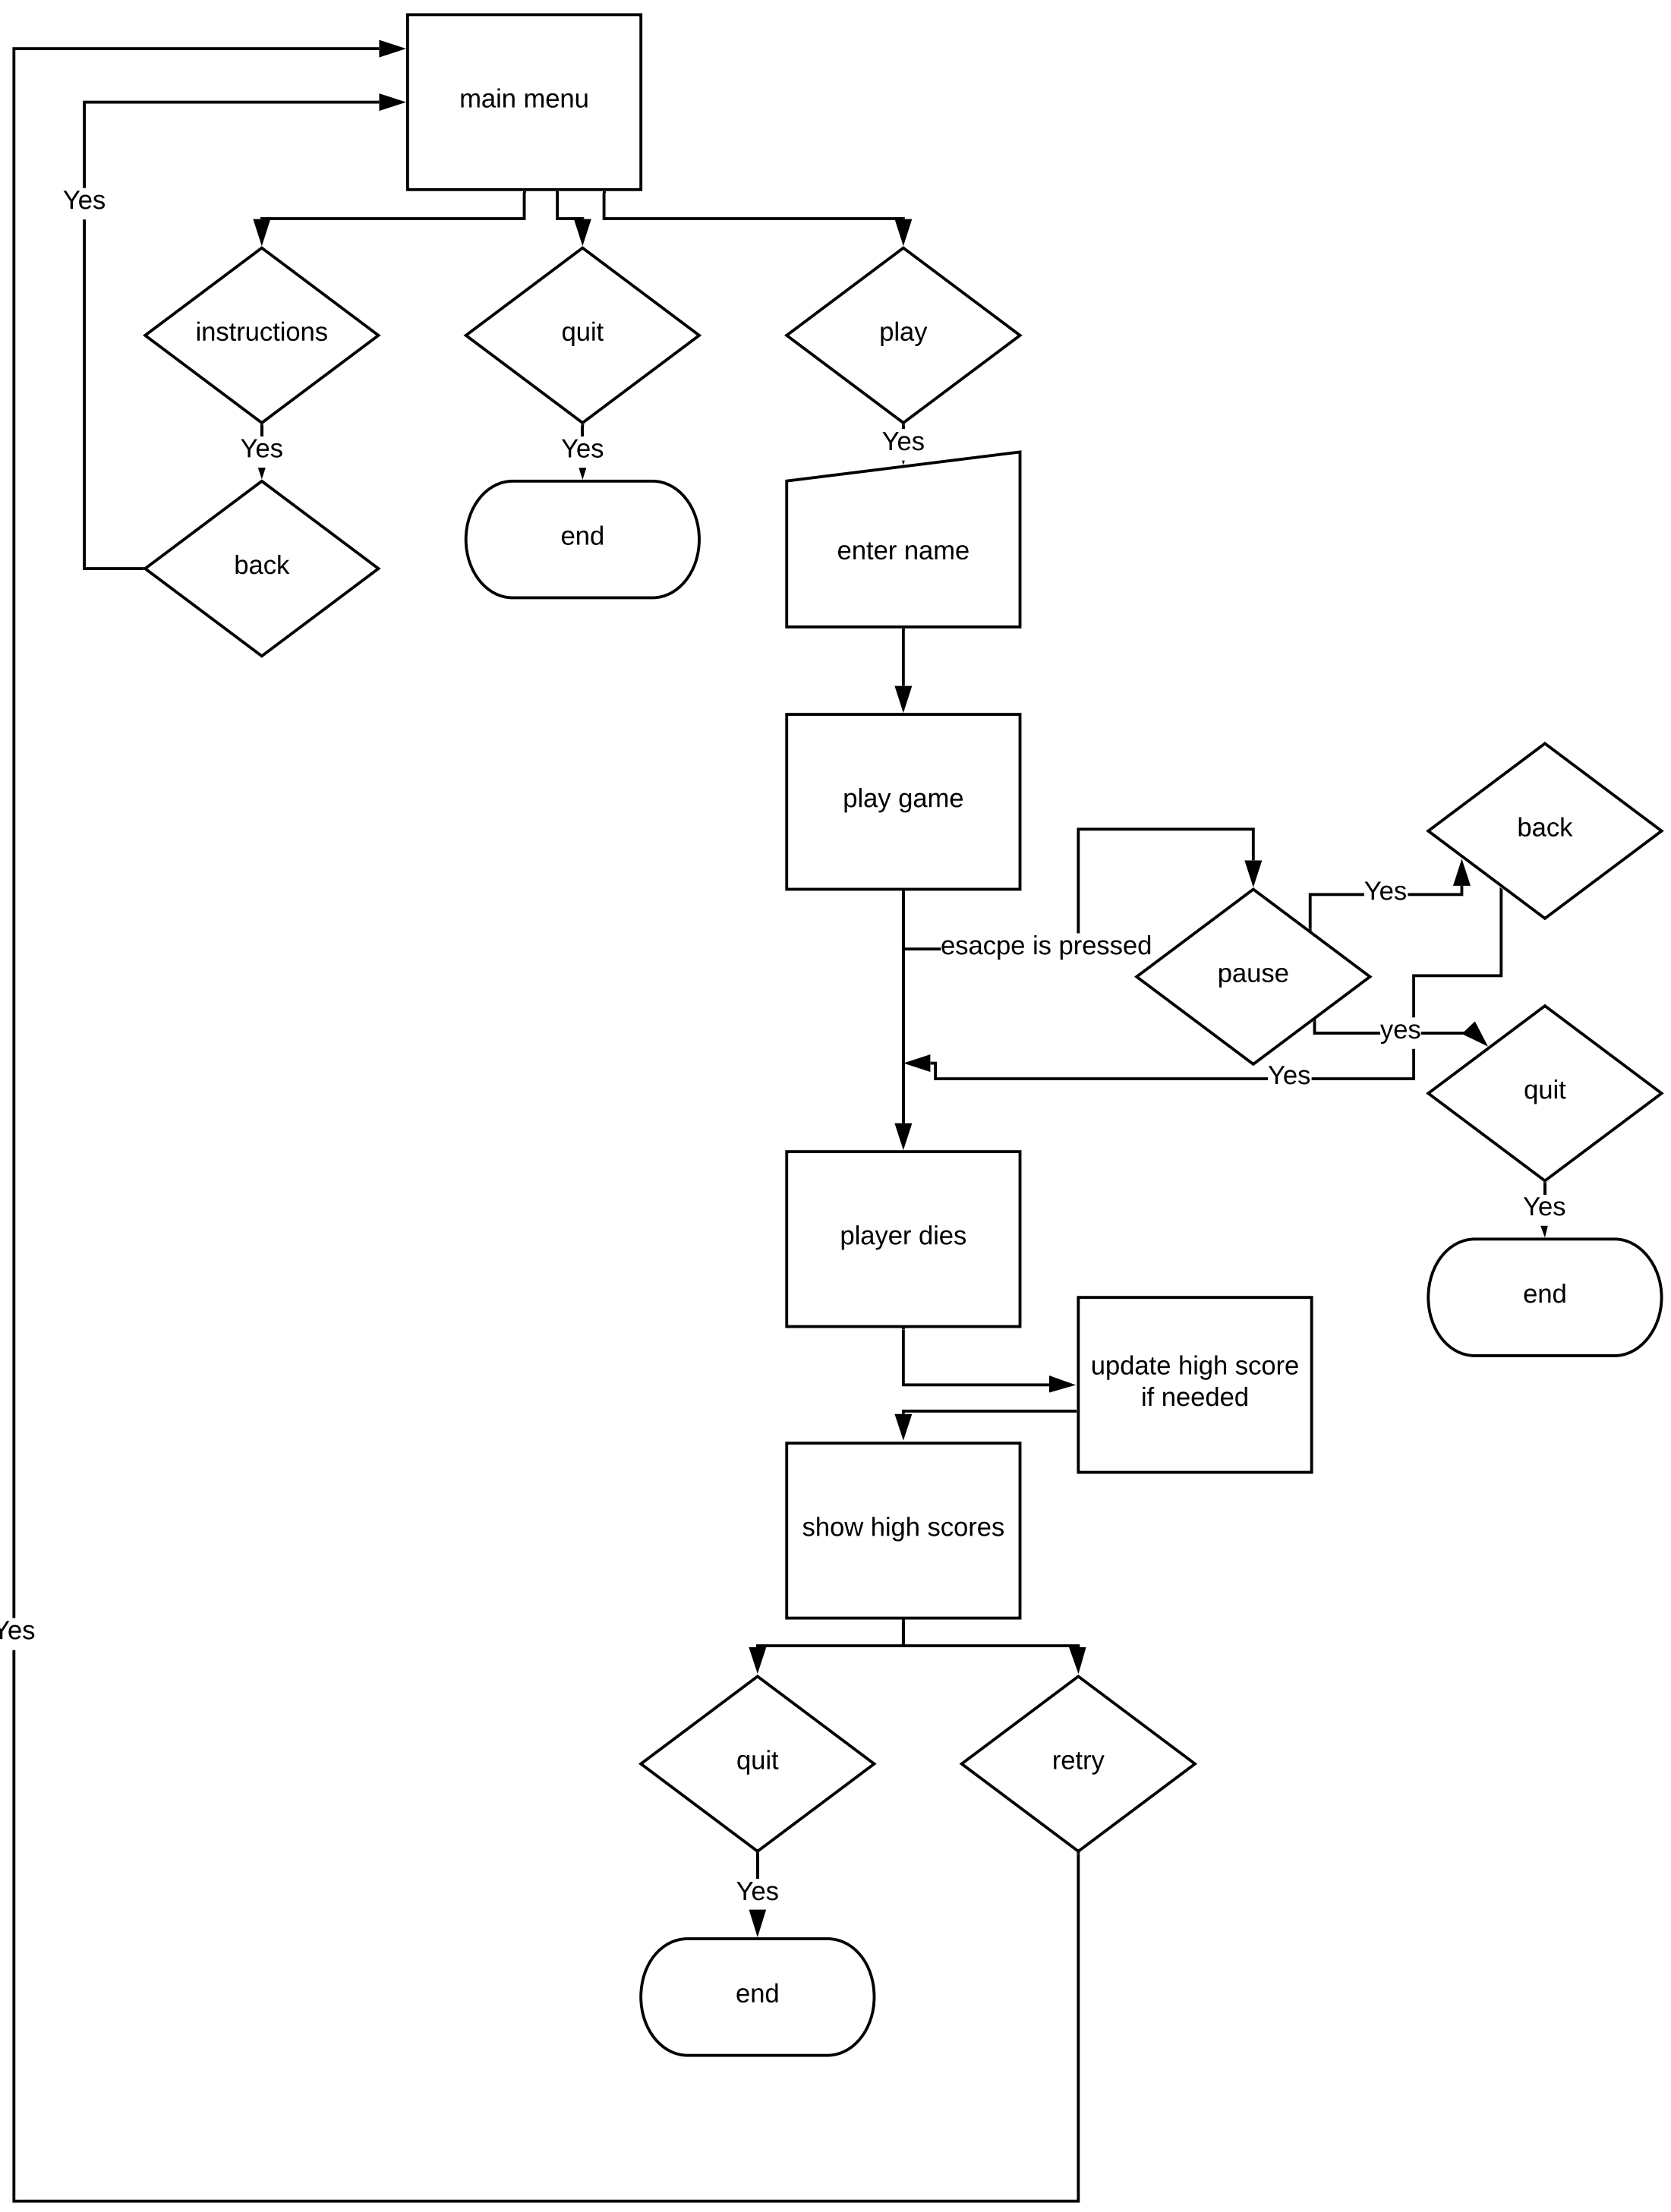 main menu
Yes
instructions
quit
play
Yes
Yes
Yes
back
end
enter name
play game
back
Yes
esacpe is pressed
pause
yes
Yes
quit
player dies
Yes
end
update high score
if needed
show high scores
Yes
quit
retry
Yes
end